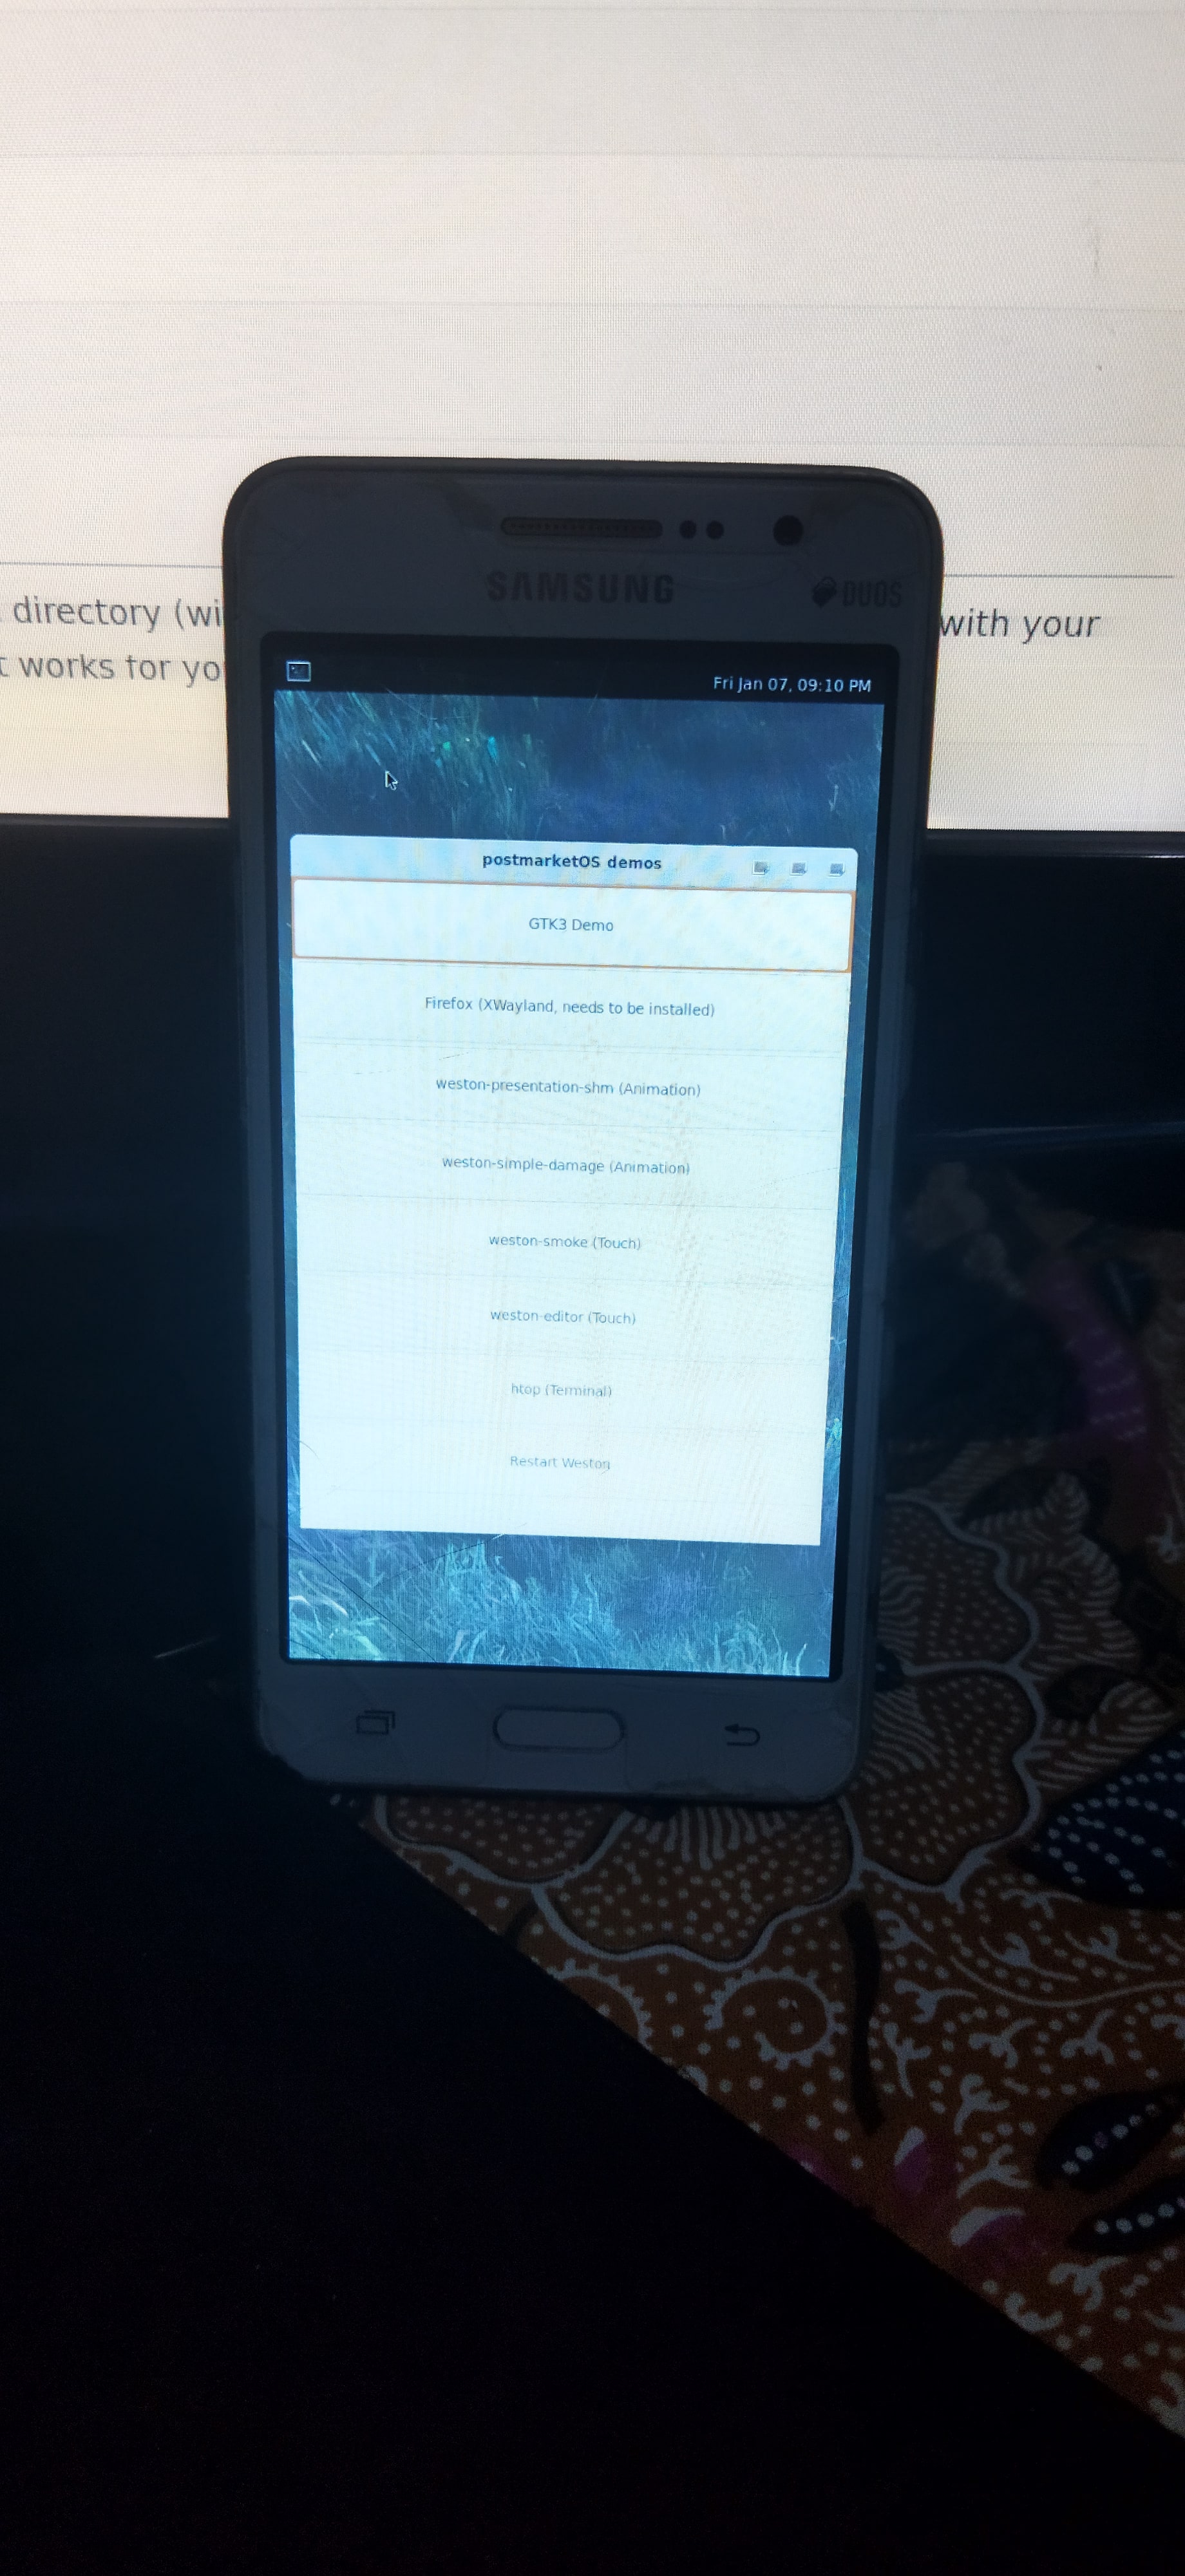 directory (wi
with your
works for yo
SAMSUNG
DUOS
Fri Jan 07, 09:10 PM
postmarketOS demos
GTK3 Demo
Firefox (XWayland, needs to be installed)
weston-presentation-shm (Animation)
weston-simple-damage (Animation)
weston-smoke (Touch)
weston-editor (Touch)
htop (Terminal)
Restart Weston